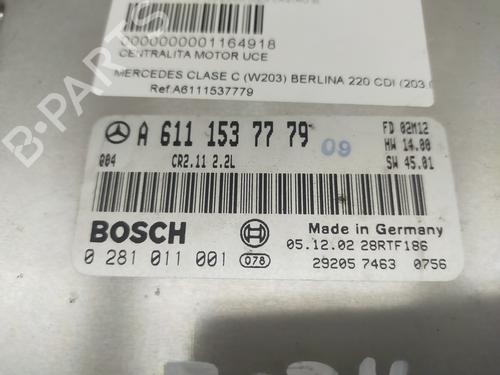 0000000001164918
CENTRALITA MOTOR UCE
MERCEDES CLASE C (W203) BERLINA 220 CDI (203.0
Ref.A6111537779
A 611 153 77 79 09
FD 02M12
HW 14.00
SW 45.01
004 CR2.11 2.2L
BOSCH
Made in Germany
05.12.02 28RTF186
0 281 011 001 078
29205 7463 0756
B-PARTS